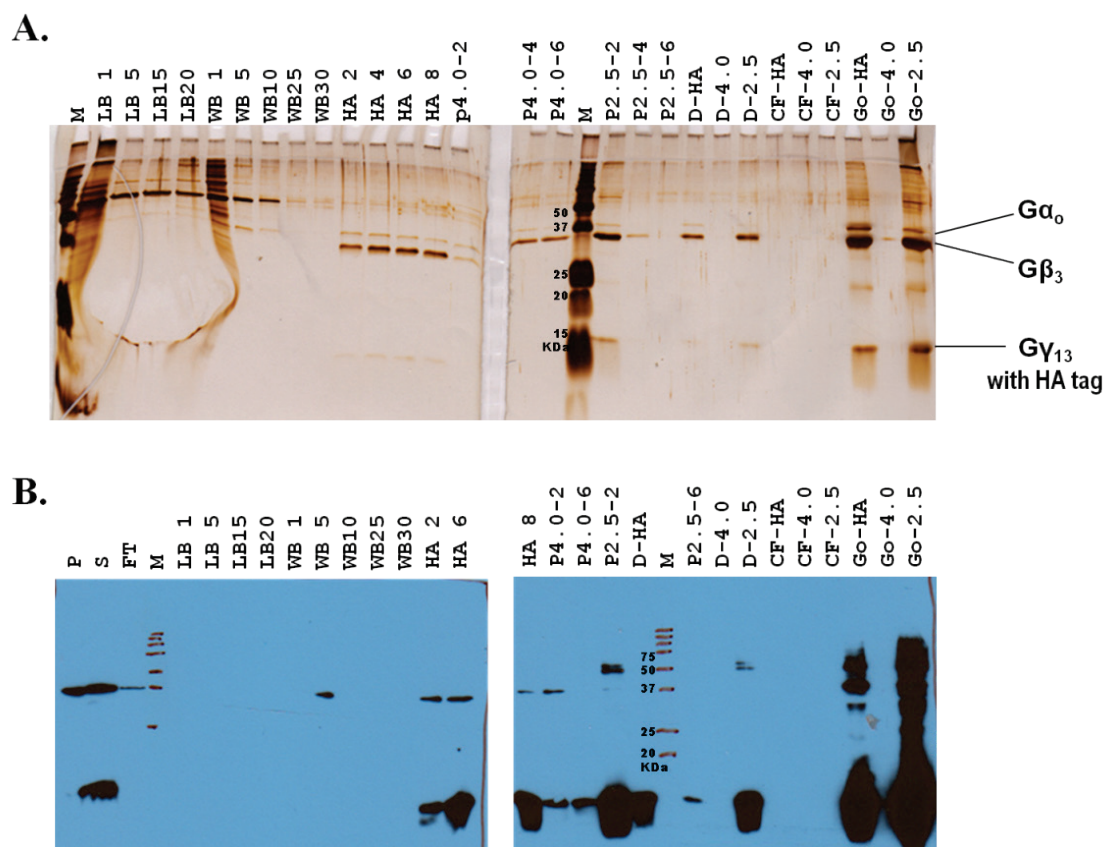 A.
M LB 1 LB 5 LB15 LB20 WB 1 WB 5 WB10 WB25 WB30 HA 2 HA 4 HA 6 HA 8 p4.0-2 P4.0-4 P4.0-6 M P2.5-2 P2.5-4 P2.5-6 D-HA D-4.0 D-2.5 CF-HA CF-4.0 CF-2.5 Go-HA Go-4.0 Go-2.5
50
37
25
20
15
KDa
Gαo
Gβ3
Gγ13
with HA tag
B.
P S FT M LB 1 LB 5 LB15 LB20 WB 1 WB 5 WB10 WB25 WB30 HA 2 HA 6 HA 8 P4.0-2 P4.0-6 P2.5-2 D-HA M P2.5-6 D-4.0 D-2.5 CF-HA CF-4.0 CF-2.5 Go-HA Go-4.0 Go-2.5
75
50
37
25
20
KDa